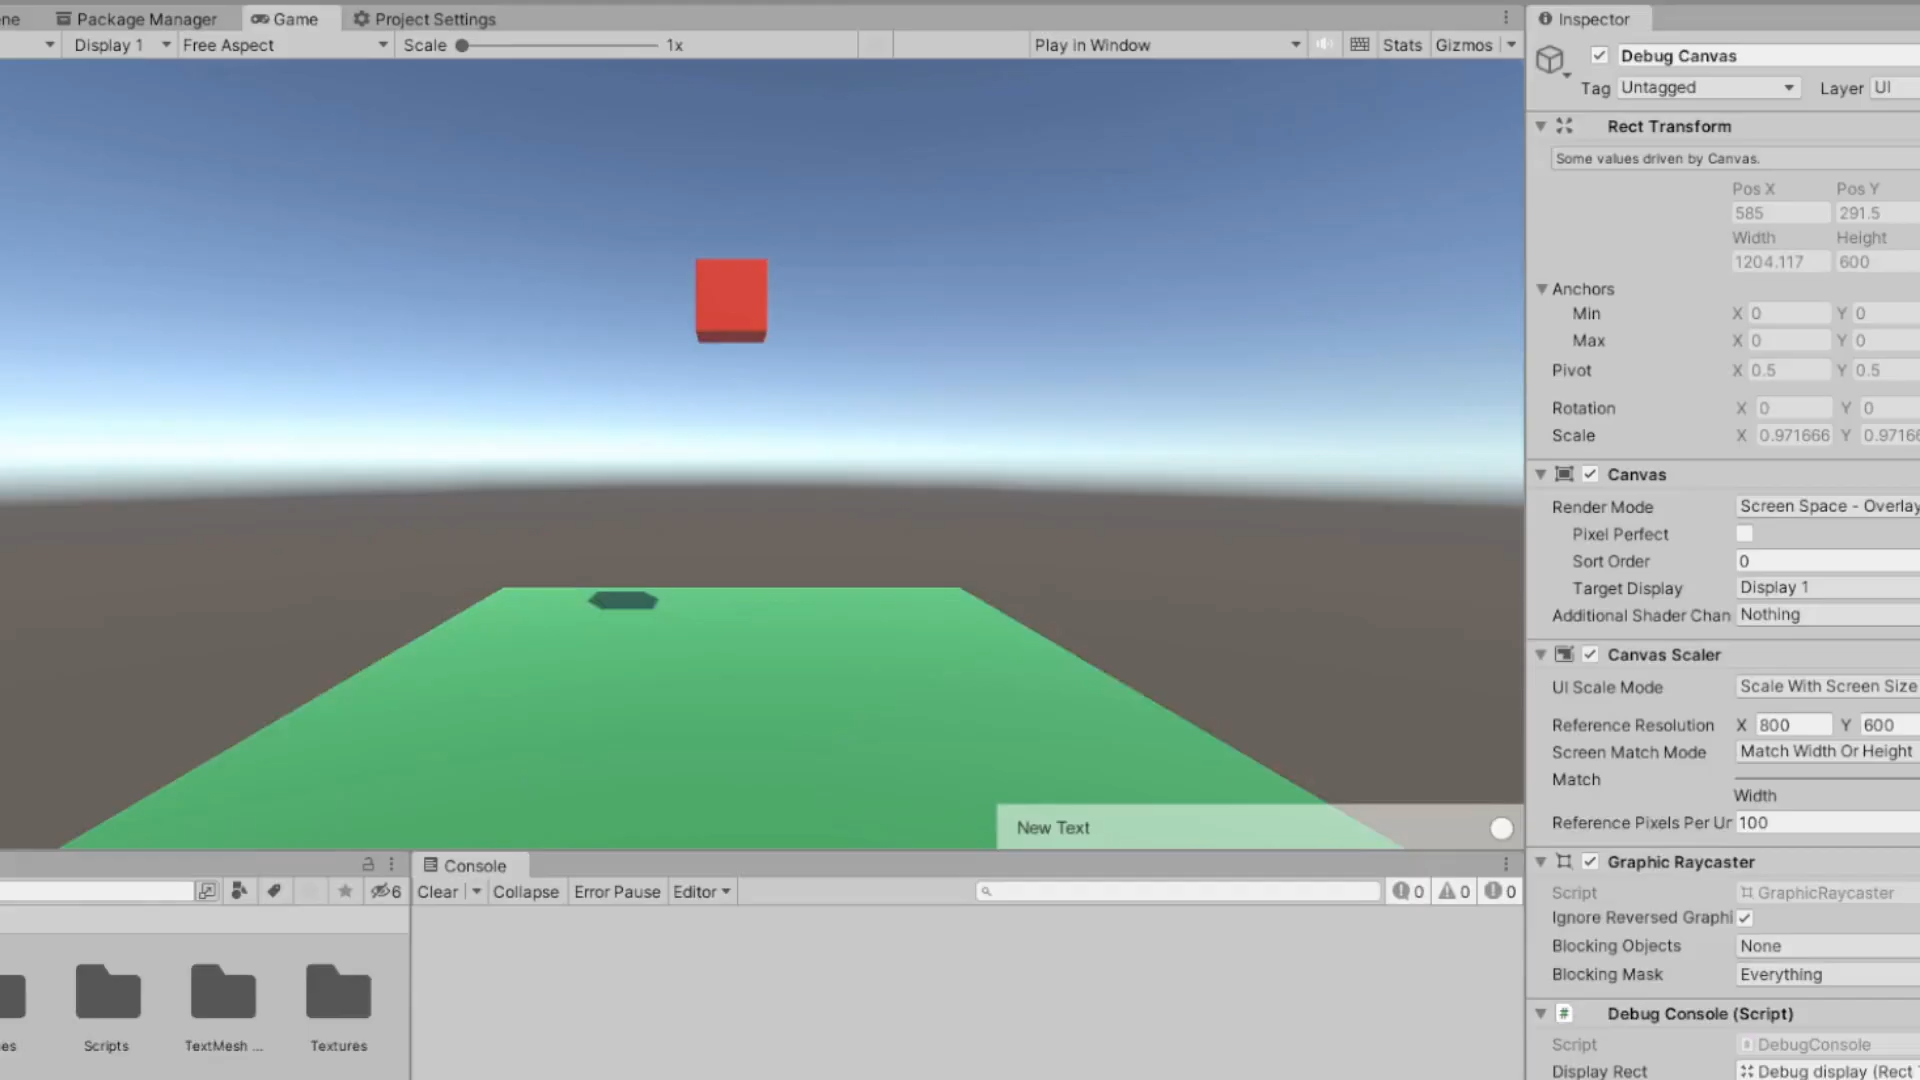 ne Package Manager Game Project Settings
Display 1 Free Aspect Scale 1x Play in Window Stats Gizmos
New Text
Console
6 Clear Collapse Error Pause Editor 0 0 0
es Scripts TextMesh ... Textures
Inspector
Debug Canvas
Tag Untagged Layer UI
Rect Transform
Some values driven by Canvas.
Pos X Pos Y
585 291.5
Width Height
1204.117 600
Anchors
Min X 0 Y 0
Max X 0 Y 0
Pivot X 0.5 Y 0.5
Rotation X 0 Y 0
Scale X 0.971666 Y 0.97166
Canvas
Render Mode Screen Space - Overlay
Pixel Perfect
Sort Order 0
Target Display Display 1
Additional Shader Chan Nothing
Canvas Scaler
UI Scale Mode Scale With Screen Size
Reference Resolution X 800 Y 600
Screen Match Mode Match Width Or Height
Match
Width
Reference Pixels Per Ur 100
Graphic Raycaster
Script GraphicRaycaster
Ignore Reversed Graphi
Blocking Objects None
Blocking Mask Everything
# Debug Console (Script)
Script # DebugConsole
Display Rect Debug display (Rect